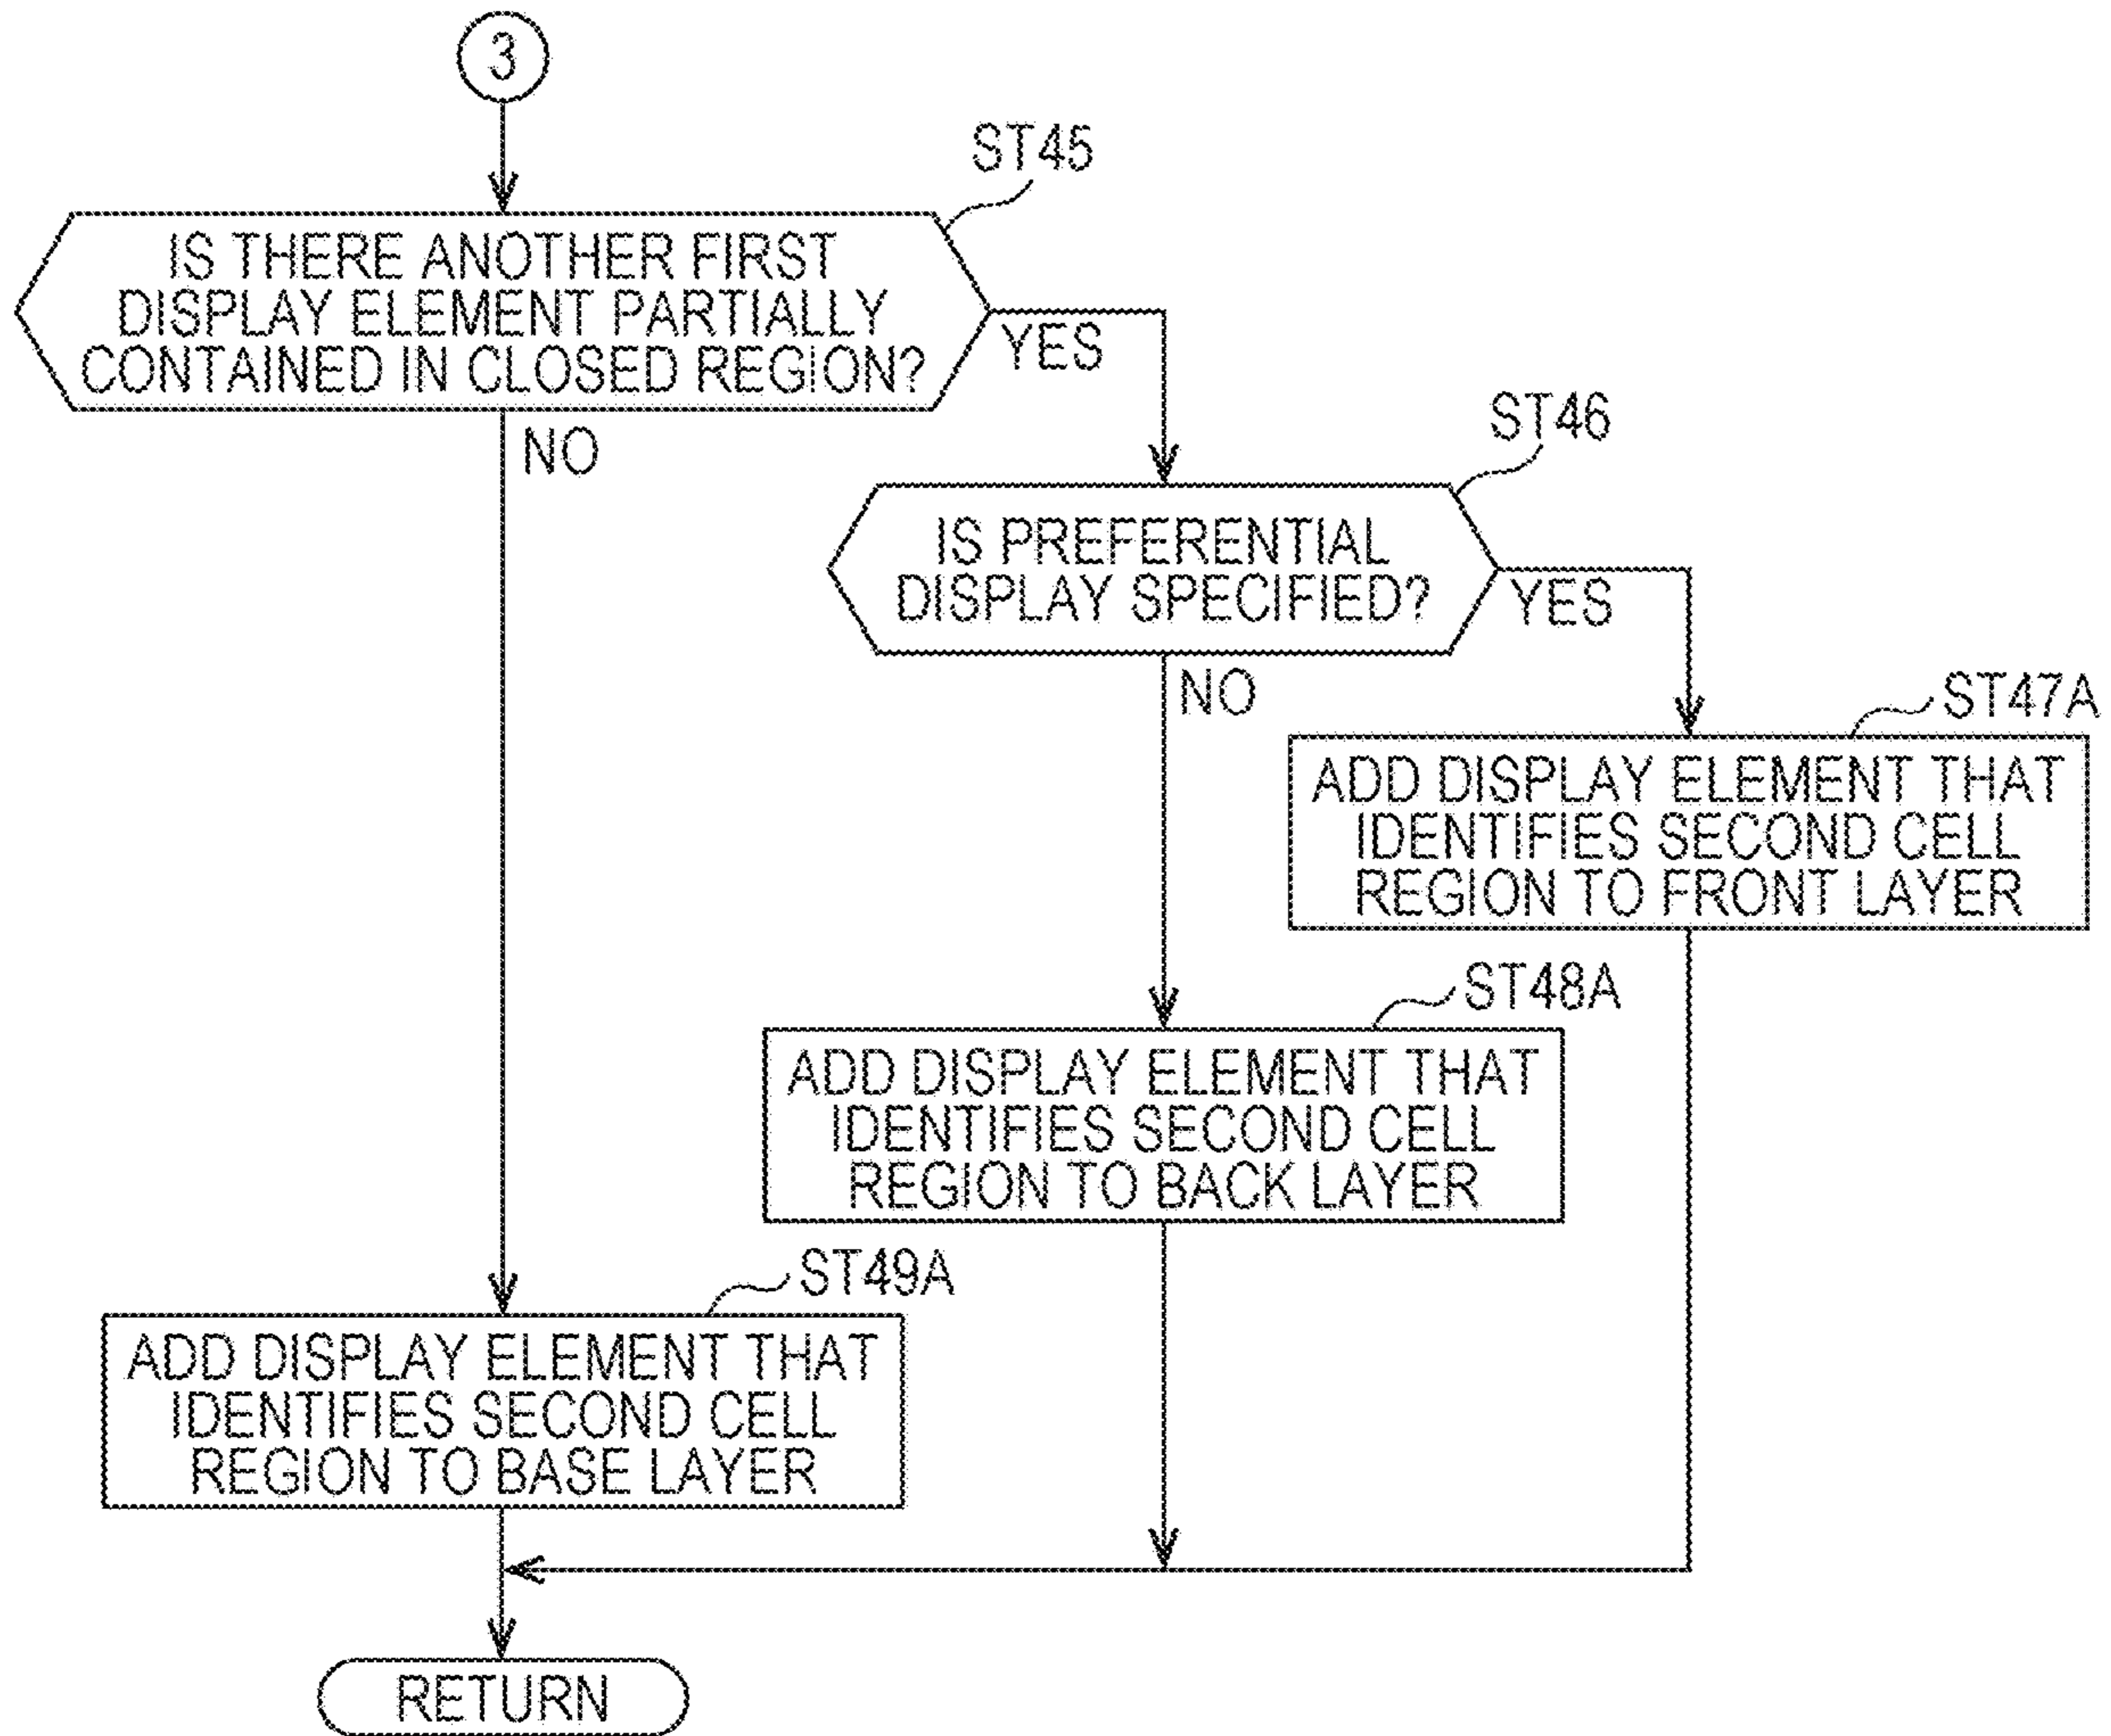 3
ST45
IS THERE ANOTHER FIRST
DISPLAY ELEMENT PARTIALLY
CONTAINED IN CLOSED REGION?
YES
NO
ST46
IS PREFERENTIAL
DISPLAY SPECIFIED?
YES
NO
ST47A
ADD DISPLAY ELEMENT THAT
IDENTIFIES SECOND CELL
REGION TO FRONT LAYER
ST48A
ADD DISPLAY ELEMENT THAT
IDENTIFIES SECOND CELL
REGION TO BACK LAYER
ST49A
ADD DISPLAY ELEMENT THAT
IDENTIFIES SECOND CELL
REGION TO BASE LAYER
RETURN